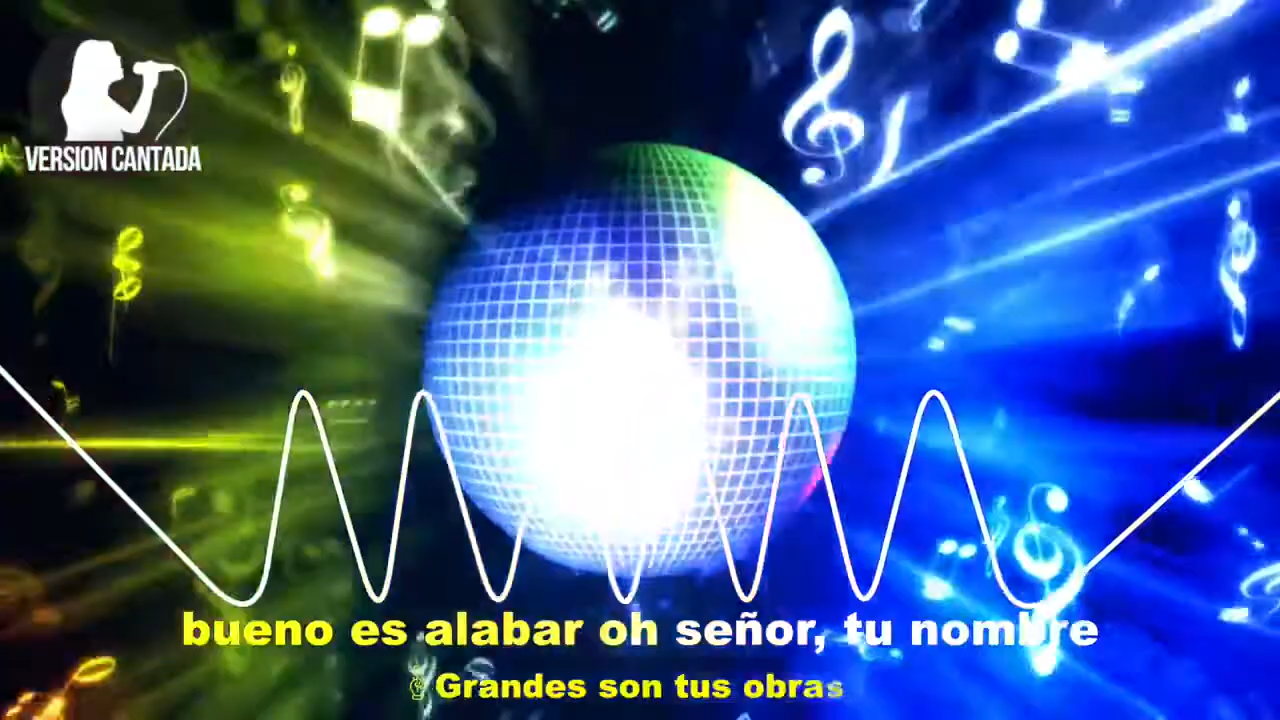 VERSION CANTADA
bueno es alabar oh señor, tu nombre
Grandes son tus obras